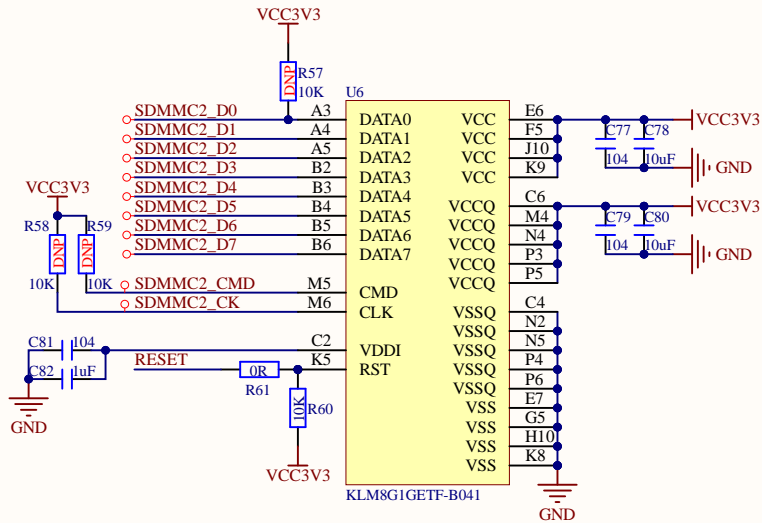 VCC3V3
DNP
R57
10K
U6
SDMMC2_D0 A3 DATA0 VCC E6 VCC3V3
SDMMC2_D1 A4 DATA1 VCC F5 C77 C78
SDMMC2_D2 A5 DATA2 VCC J10 104 10uF
SDMMC2_D3 B2 DATA3 VCC K9 GND
SDMMC2_D4 B3 DATA4
SDMMC2_D5 B4 DATA5 VCCQ C6 VCC3V3
SDMMC2_D6 B5 DATA6 VCCQ M4 C79 C80
SDMMC2_D7 B6 DATA7 VCCQ N4 104 10uF
VCCQ P3 GND
VCCQ P5
VCC3V3
R58 DNP R59 DNP
10K 10K
SDMMC2_CMD M5 CMD
SDMMC2_CK M6 CLK
VSSQ C4
VSSQ N2
VSSQ N5
VSSQ P4
VSSQ P6
VSS E7
VSS G5
VSS H10
VSS K8
GND
C81 104 C2 VDDI
C82 1uF
GND
RESET 0R K5 RST
R61
10K R60
VCC3V3
KLM8G1GETF-B041